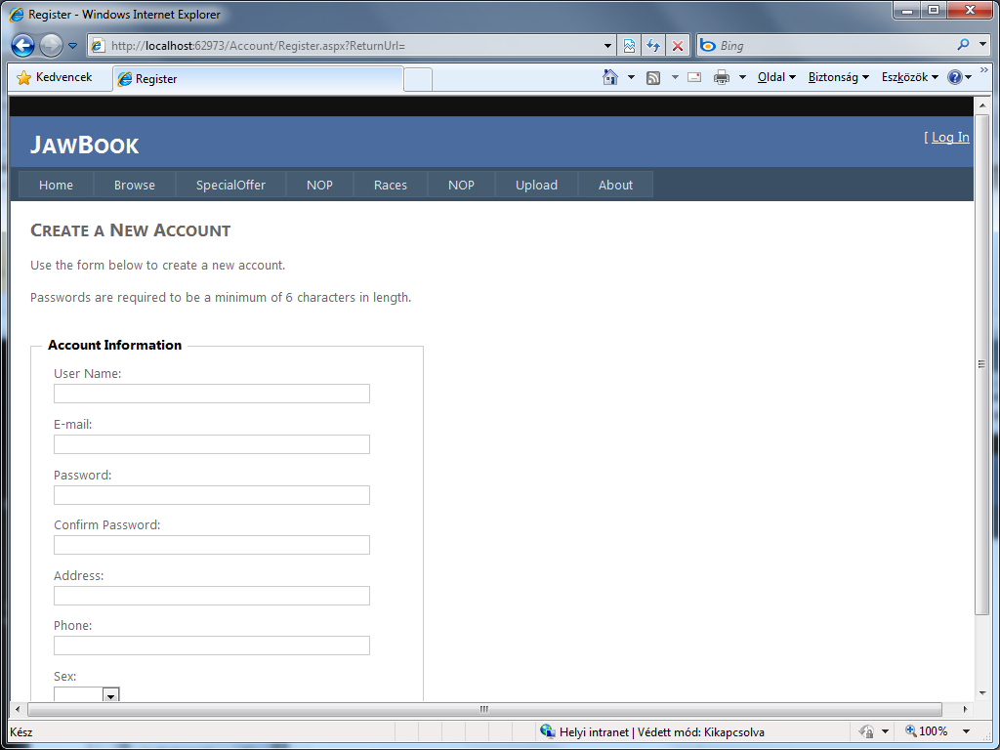 Register - Windows Internet Explorer
http://localhost:62973/Account/Register.aspx?ReturnUrl=
Bing
Kedvencek
Register
Oldal
Biztonság
Eszközök
JawBook
[ Log In
Home
Browse
SpecialOffer
NOP
Races
NOP
Upload
About
Create a New Account
Use the form below to create a new account.
Passwords are required to be a minimum of 6 characters in length.
Account Information
User Name:
E-mail:
Password:
Confirm Password:
Address:
Phone:
Sex:
Kész
Helyi intranet | Védett mód: Kikapcsolva
100%